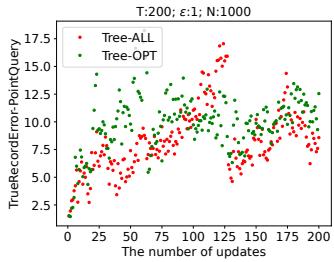 T:200; ε:1; N:1000
Tree-ALL
Tree-OPT
TrueRecordError-PointQuery
17.5
15.0
12.5
10.0
7.5
5.0
2.5
0 25 50 75 100 125 150 175 200
The number of updates